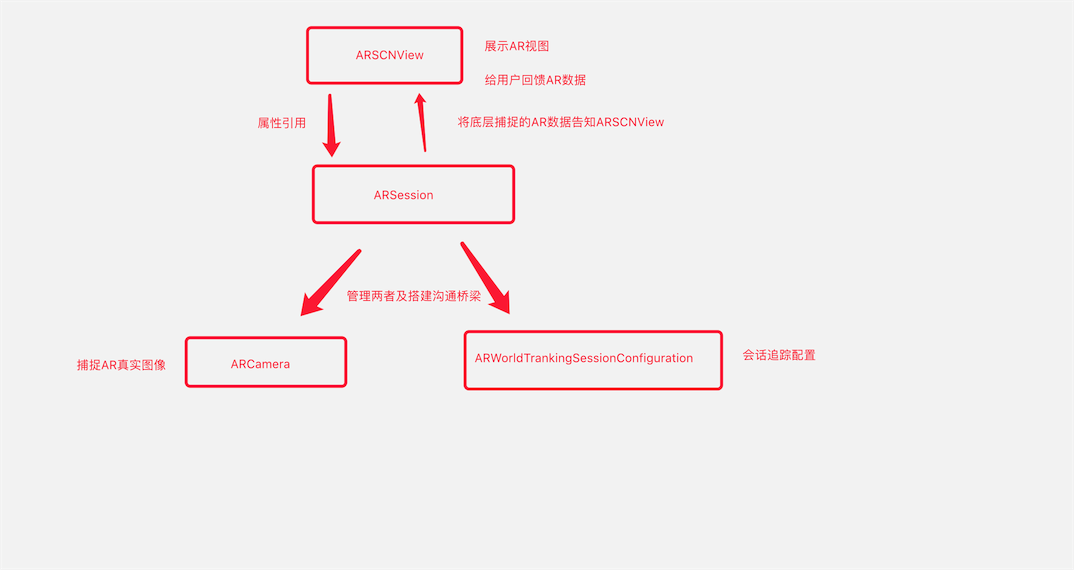 ARSCNView
展示AR视图
给用户回馈AR数据
属性引用
将底层捕捉的AR数据告知ARSCNView
ARSession
管理两者及搭建沟通桥梁
捕捉AR真实图像
ARCamera
ARWorldTrankingSessionConfiguration
会话追踪配置